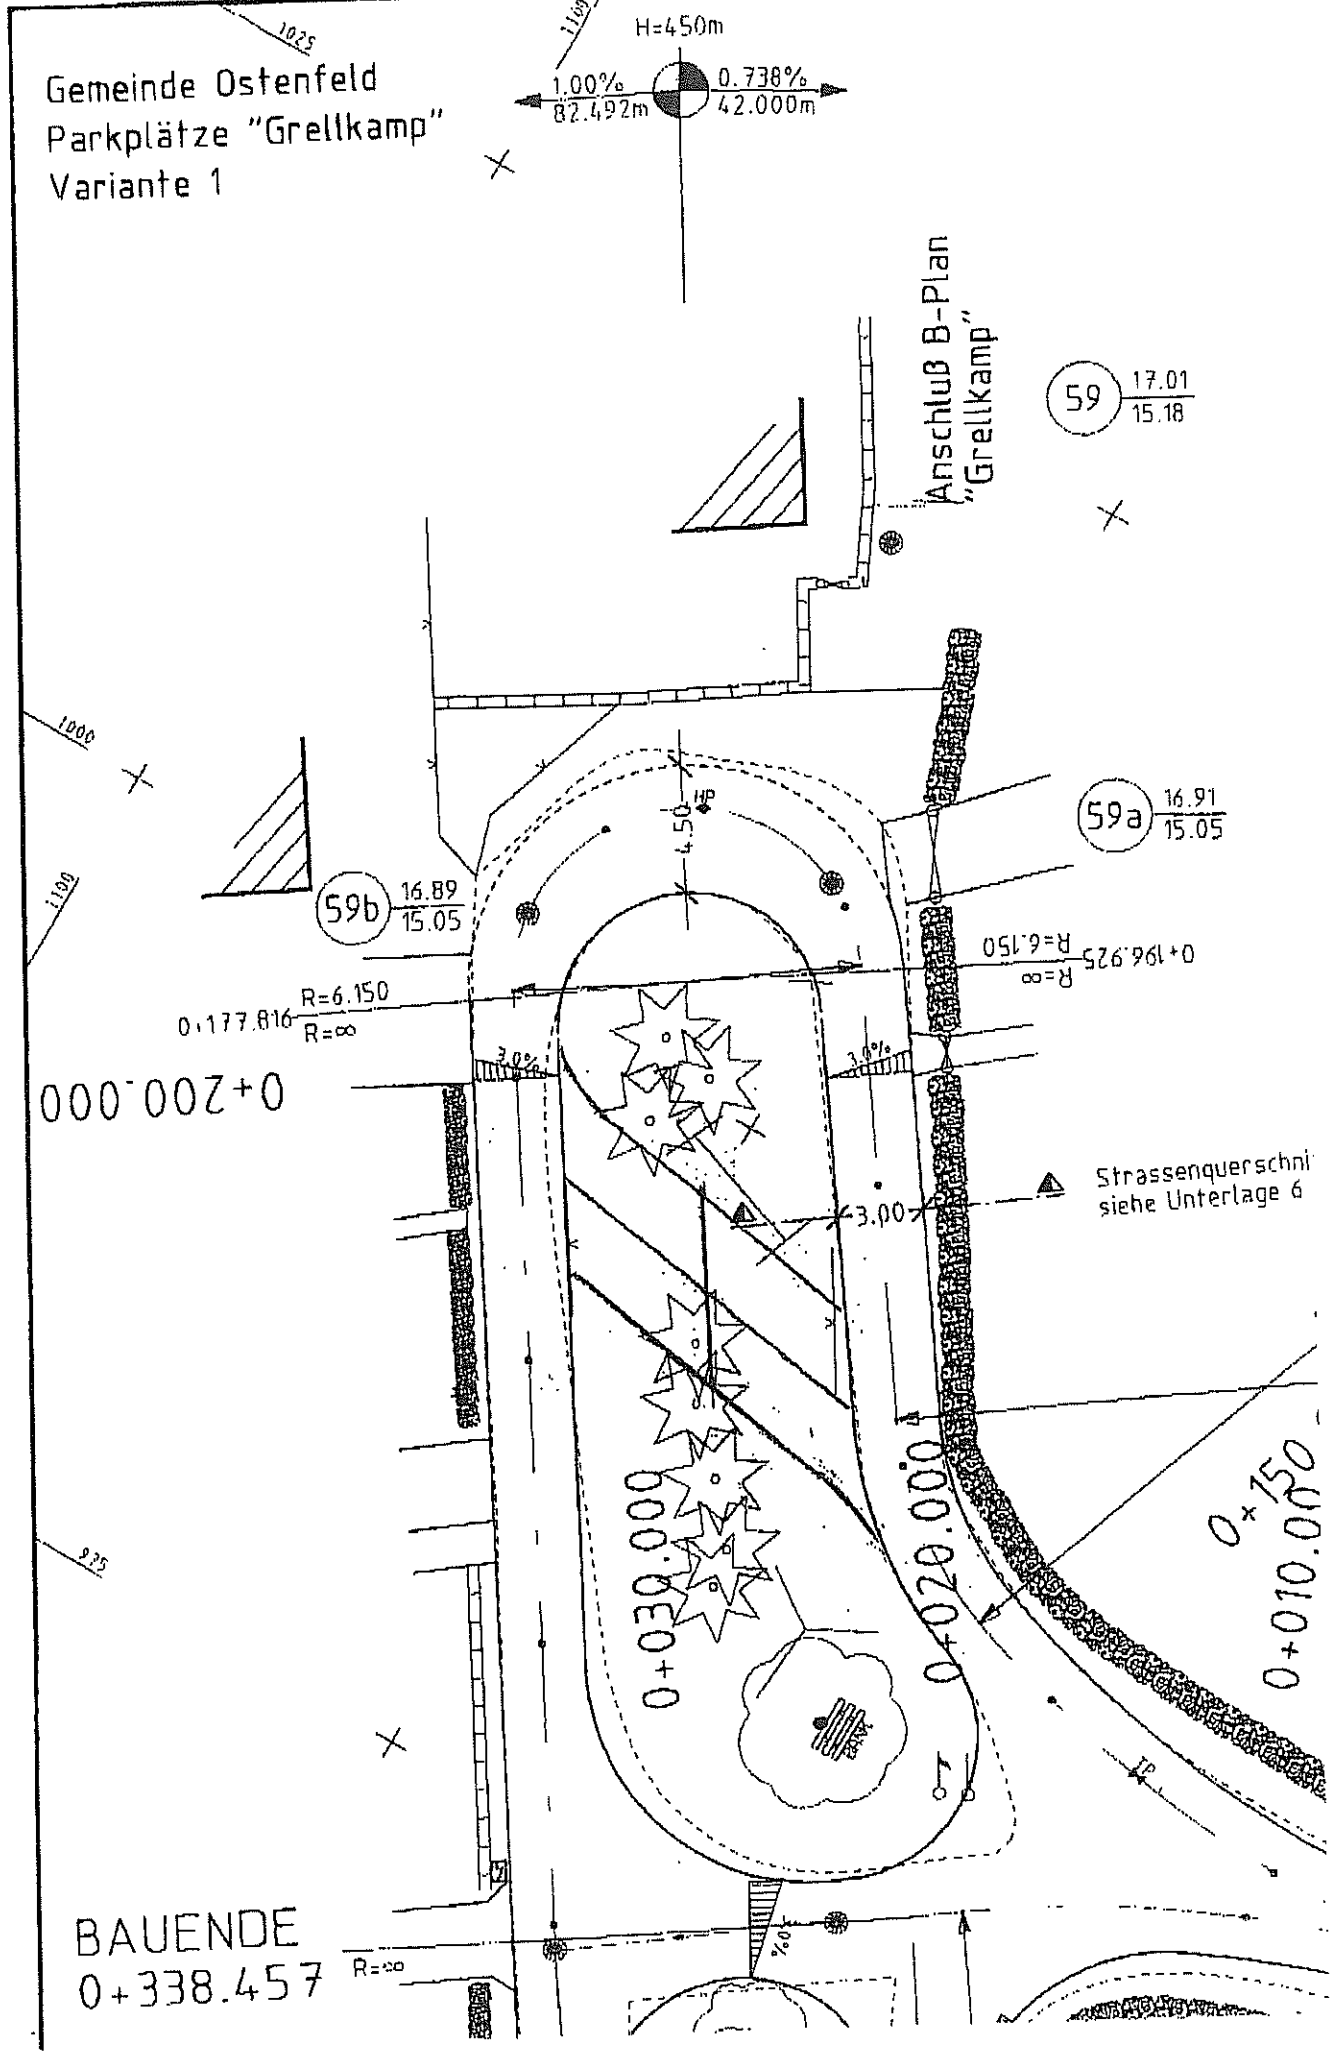 1025
1100
H=450m
Gemeinde Ostenfeld
Parkplätze "Grellkamp"
Variante 1
1.00%
82.492m
0.738%
42.000m
Anschluß B-Plan
"Grellkamp"
59
17.01
15.18
1000
HP
4.50
59a
16.91
15.05
1100
59b
16.89
15.05
0+196.925
R=6.150
R=∞
0+177.816
R=6.150
R=∞
3.0%
3.0%
0+200.000
Strassenquerschni
siehe Unterlage 6
3.00
0+150
0+010.00
0+020.000
0+030.000
975
TP
BAUENDE
0+338.457
R=∞